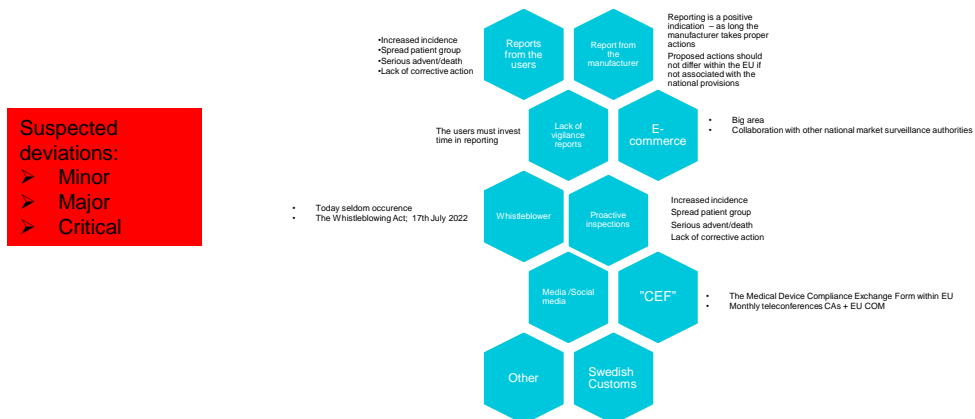 •Increased incidence
•Spread patient group
•Serious advent/death
•Lack of corrective action
Reports
from the
users
Report from
the
manufacturer
Reporting is a positive
indication – as long the
manufacturer takes proper
actions
Proposed actions should
not differ within the EU if
not associated with the
national provisions
Suspected
deviations:
➢ Minor
➢ Major
➢ Critical
The users must invest
time in reporting
Lack of
vigilance
reports
E-
commerce
• Big area
• Collaboration with other national market surveillance authorities
• Today seldom occurence
• The Whistleblowing Act; 17th July 2022
Whistleblower
Proactive
inspections
Increased incidence
Spread patient group
Serious advent/death
Lack of corrective action
Media /Social
media
"CEF"
• The Medical Device Compliance Exchange Form within EU
• Monthly teleconferences CAs + EU COM
Other
Swedish
Customs